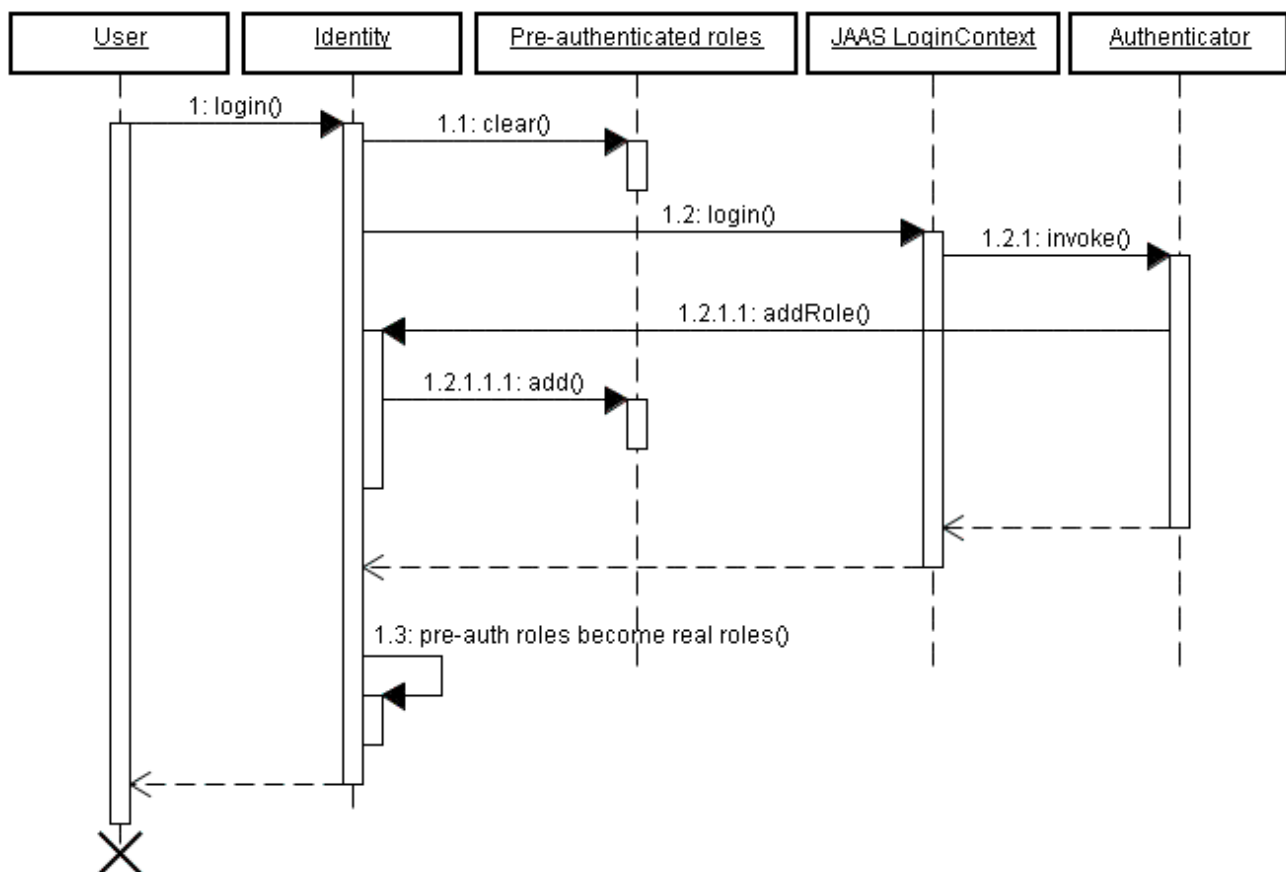 User
Identity
Pre-authenticated roles
JAAS LoginContext
Authenticator
1: login()
1.1: clear()
1.2: login()
1.2.1: invoke()
1.2.1.1: addRole()
1.2.1.1.1: add()
1.3: pre-auth roles become real roles()